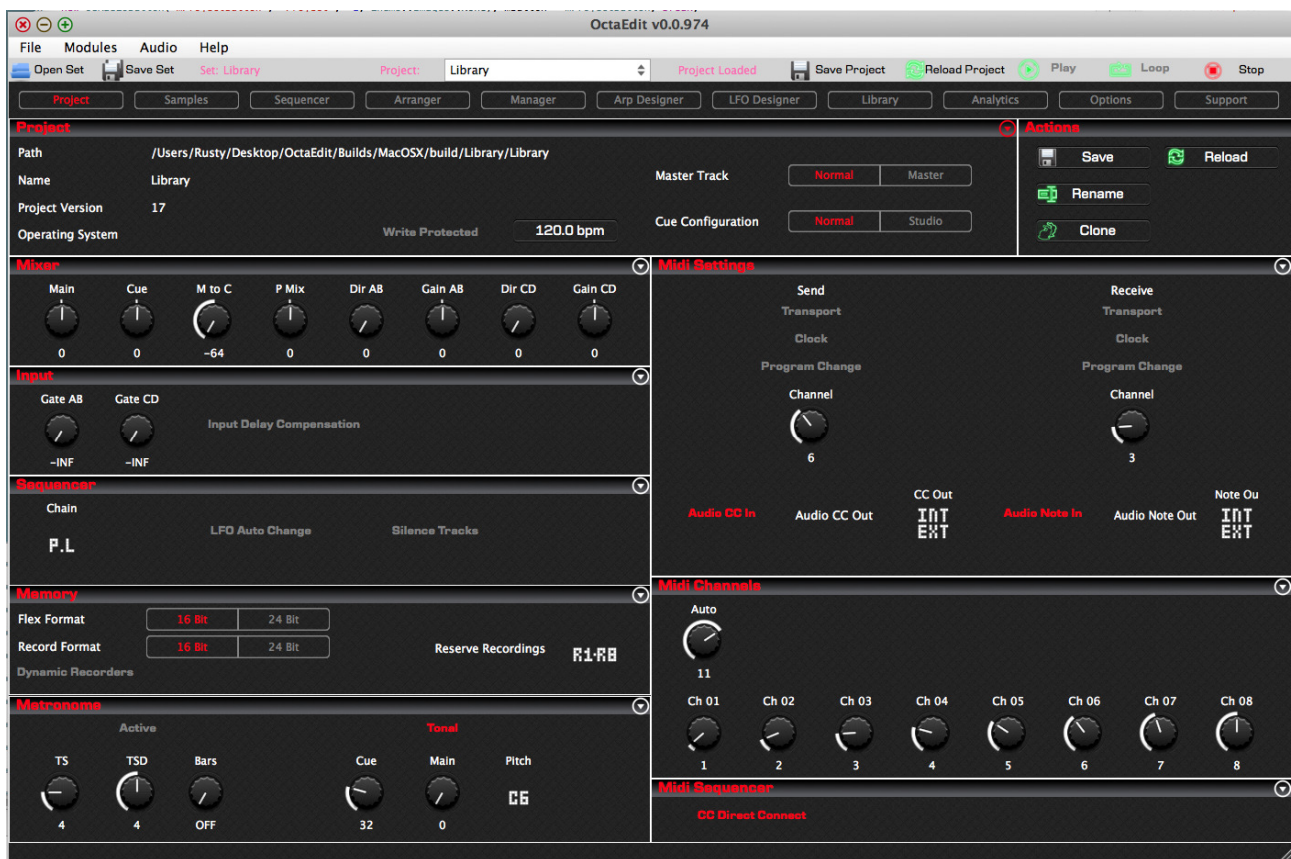 OctaEdit v0.0.974
File Modules Audio Help
Open Set Save Set Set: Library Project: Library Project Loaded Save Project Reload Project Play Loop Stop
Project Samples Sequencer Arranger Manager Arp Designer LFO Designer Library Analytics Options Support
Project
Path /Users/Rusty/Desktop/OctaEdit/Builds/MacOSX/build/Library/Library
Name Library
Project Version 17
Operating System
Write Protected 120.0 bpm
Master Track Normal Master
Cue Configuration Normal Studio
Actions
Save Reload
Rename
Clone
Mixer
Main Cue M to C P Mix Dir AB Gain AB Dir CD Gain CD
0 0 -64 0 0 0 0 0
Input
Gate AB Gate CD
Input Delay Compensation
-INF -INF
Sequencer
Chain
LFO Auto Change Silence Tracks
P.L
Memory
Flex Format 16 Bit 24 Bit
Record Format 16 Bit 24 Bit
Reserve Recordings R1-R8
Dynamic Recorders
Metronome
Active Tonal
TS TSD Bars Cue Main Pitch
C6
4 4 OFF 32 0
Midi Settings
Send Receive
Transport Transport
Clock Clock
Program Change Program Change
Channel Channel
6 3
CC Out Note Ou
Audio CC In Audio CC Out INT Audio Note In Audio Note Out INT
EXT EXT
Midi Channels
Auto
11
Ch 01 Ch 02 Ch 03 Ch 04 Ch 05 Ch 06 Ch 07 Ch 08
1 2 3 4 5 6 7 8
Midi Sequencer
CC Direct Connect